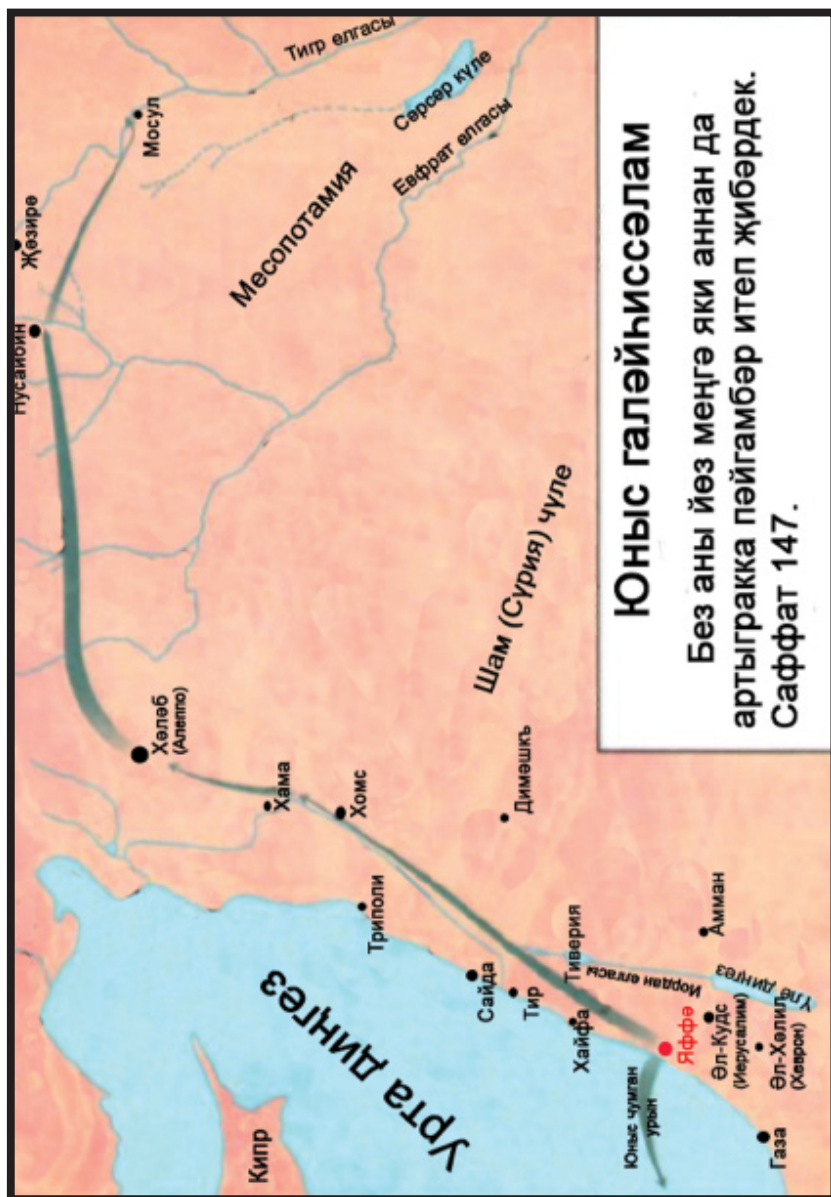 Юныс галәйһиссәлам
Без аны йөз меңгә яки аннан да
артыгракка пәйгамбәр итеп җибәрдек.
Саффат 147.
Урта диңгез
Кипр
Газа
Юныс чумган
урын
Яффә
Әл-Кудс
(Иерусалим)
Әл-Хәлил
(Хеврон)
Үле диңгез
Иордан елгасы
Амман
Хайфа
Тиверия
Тир
Сайда
Триполи
Димәшкъ
Хомс
Хама
Хәләб
(Алеппо)
Шам (Сүрия) чүле
Нусайбин
Җәзирә
Мосул
Месопотамия
Тигр елгасы
Сәрсәр күле
Евфрат елгасы